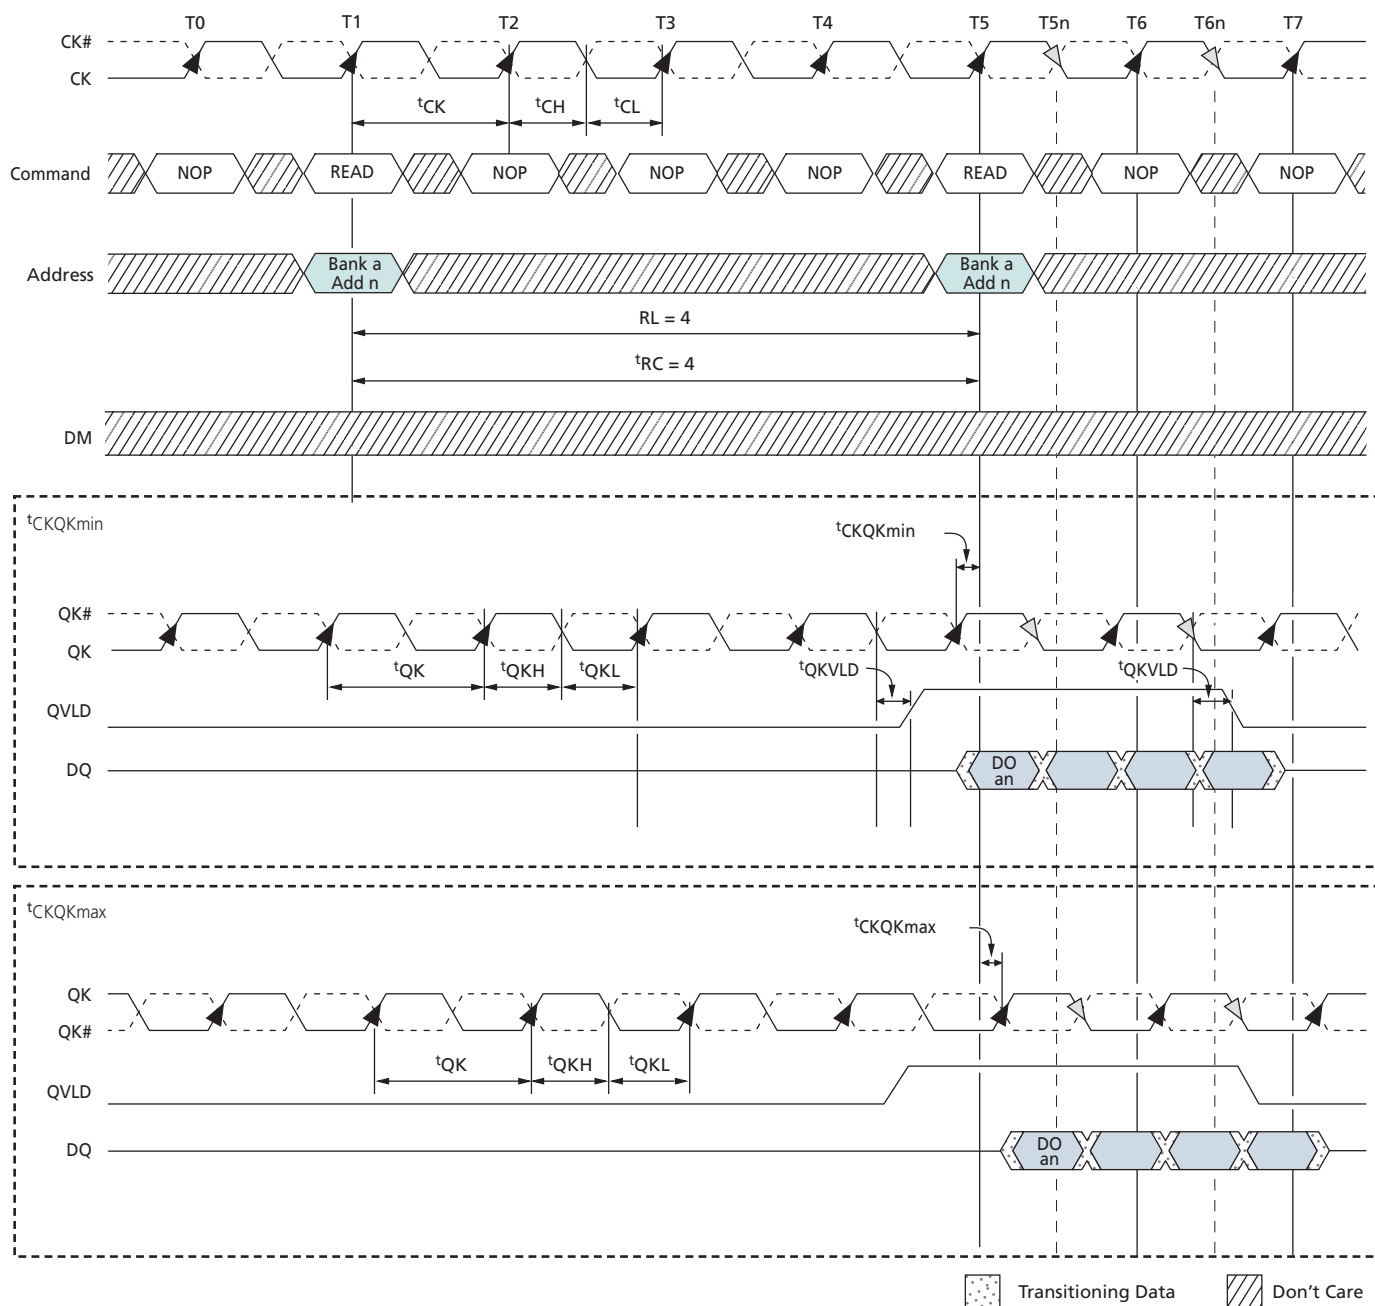 T0 T1 T2 T3 T4 T5 T5n T6 T6n T7
CK#
CK
tCK tCH tCL
Command NOP READ NOP NOP NOP READ NOP NOP
Address Bank a Add n Bank a Add n
RL = 4
tRC = 4
DM
tCKQKmin
tCKQKmin
QK#
QK
tQK tQKH tQKL tQKVLD tQKVLD
QVLD
DQ DO an
tCKQKmax
tCKQKmax
QK
QK#
tQK tQKH tQKL
QVLD
DQ DO an
Transitioning Data Don't Care